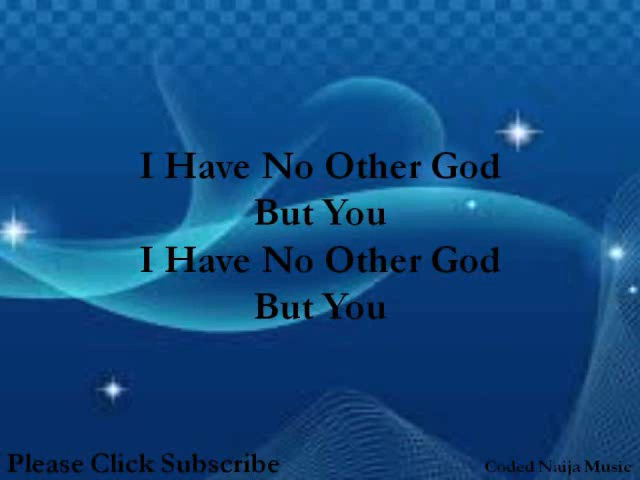 I Have No Other God
But You
I Have No Other God
But You
Please Click Subscribe
Coded Naija Music